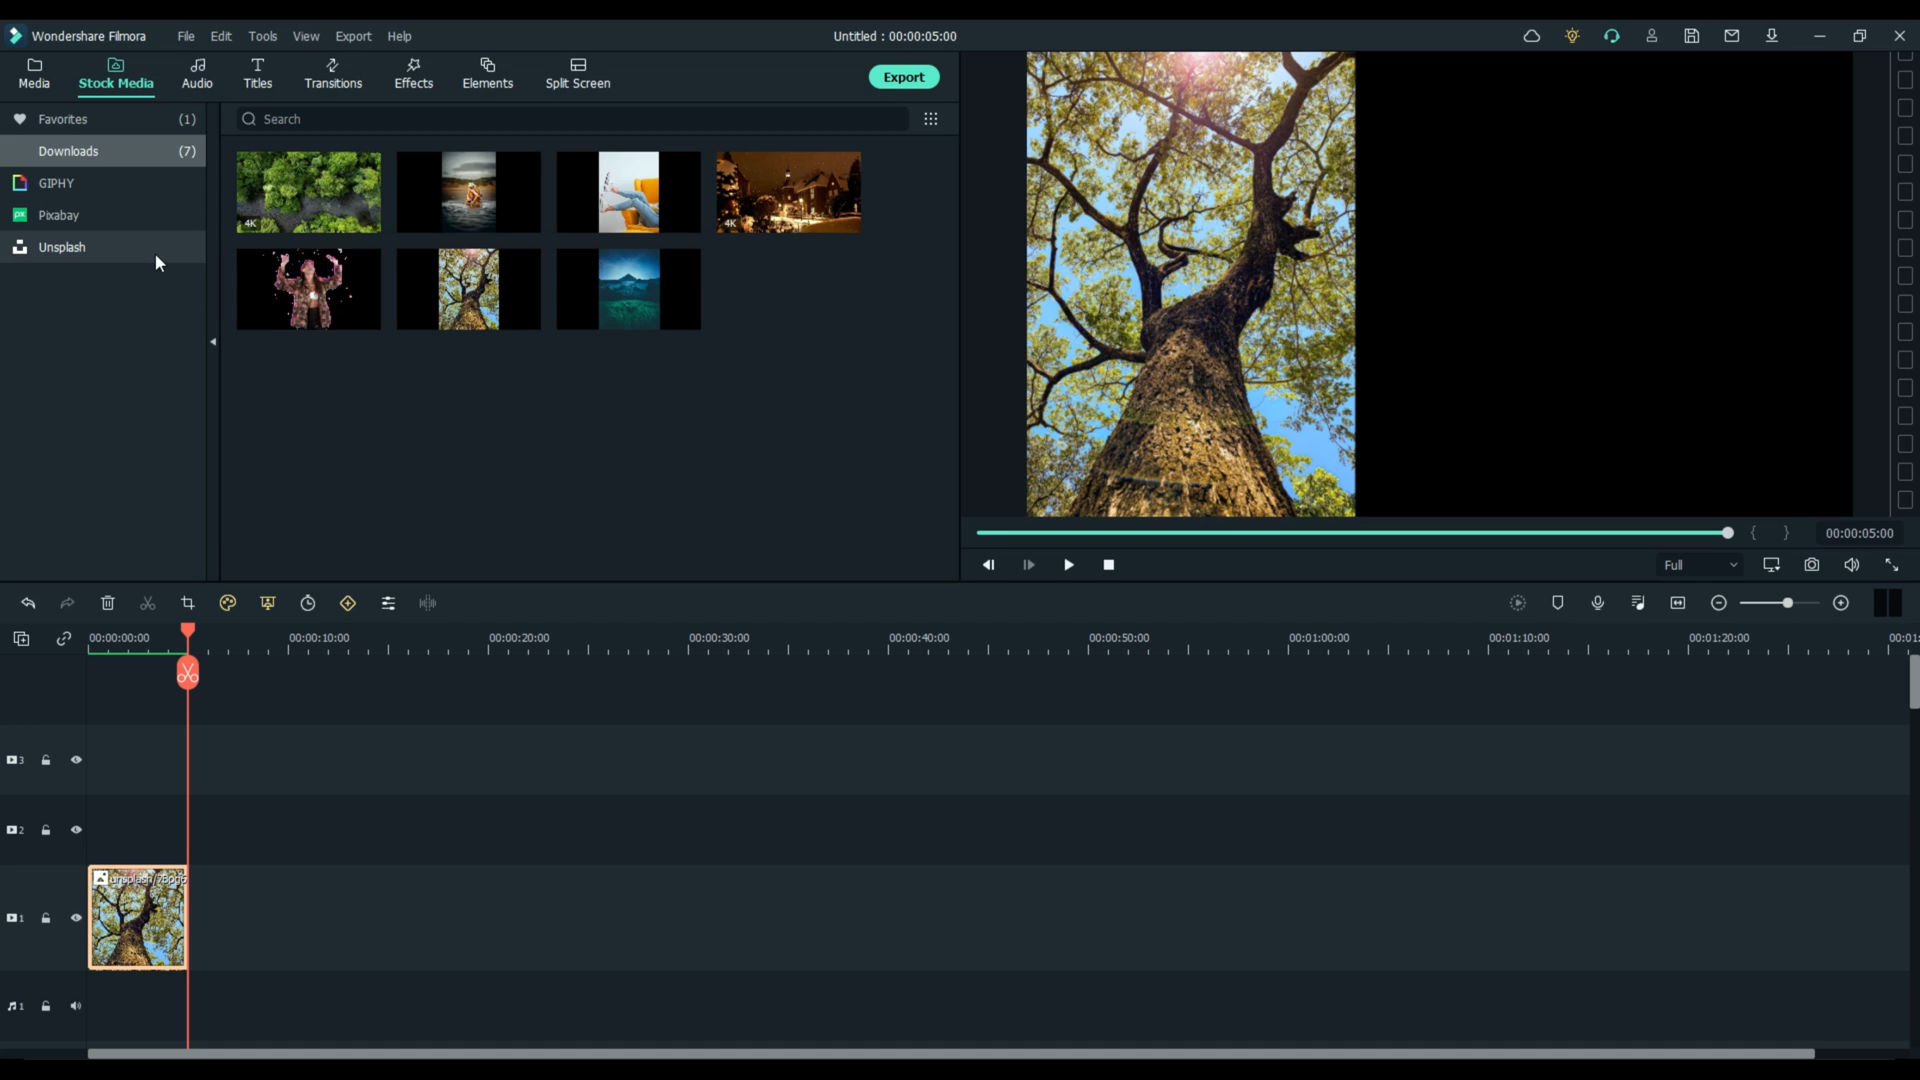 Wondershare Filmora File Edit Tools View Export Help Untitled : 00:00:05:00
Media Stock Media Audio Titles Transitions Effects Elements Split Screen Export
Favorites (1) Search
Downloads (7)
GIPHY
Pixabay
Unsplash
4K 4K
00:00:05:00
Full
00:00:00:00 00:00:10:00 00:00:20:00 00:00:30:00 00:00:40:00 00:00:50:00 00:01:00:00 00:01:10:00 00:01:20:00 00:01:
3
2
1
1